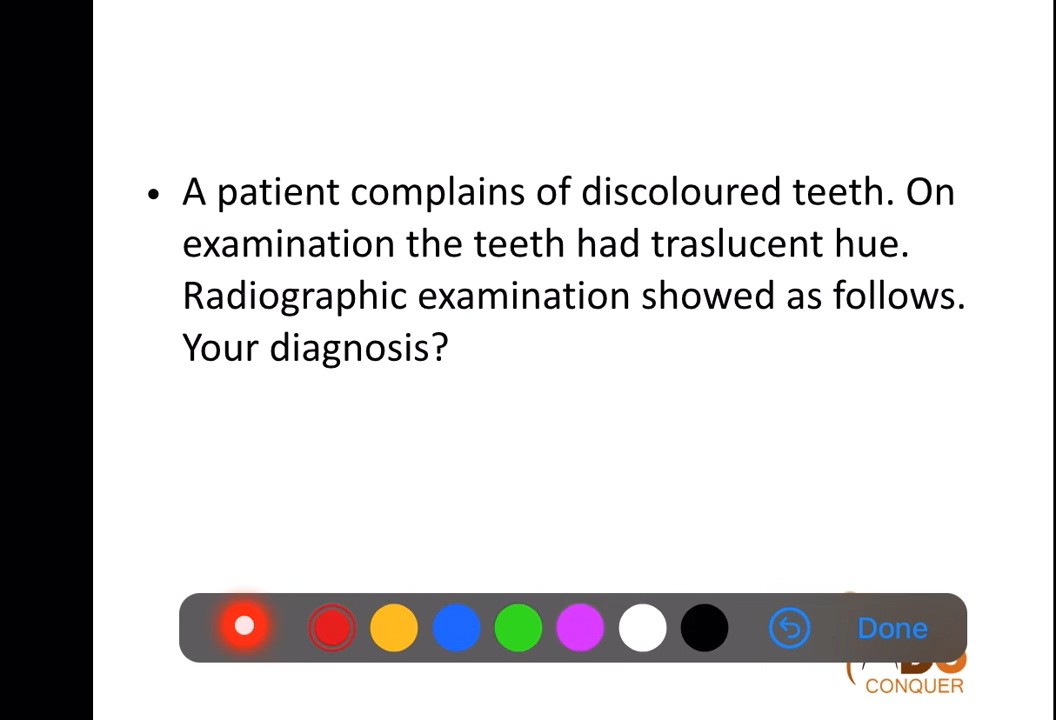 • A patient complains of discoloured teeth. On
examination the teeth had traslucent hue.
Radiographic examination showed as follows.
Your diagnosis?
Done
CONQUER